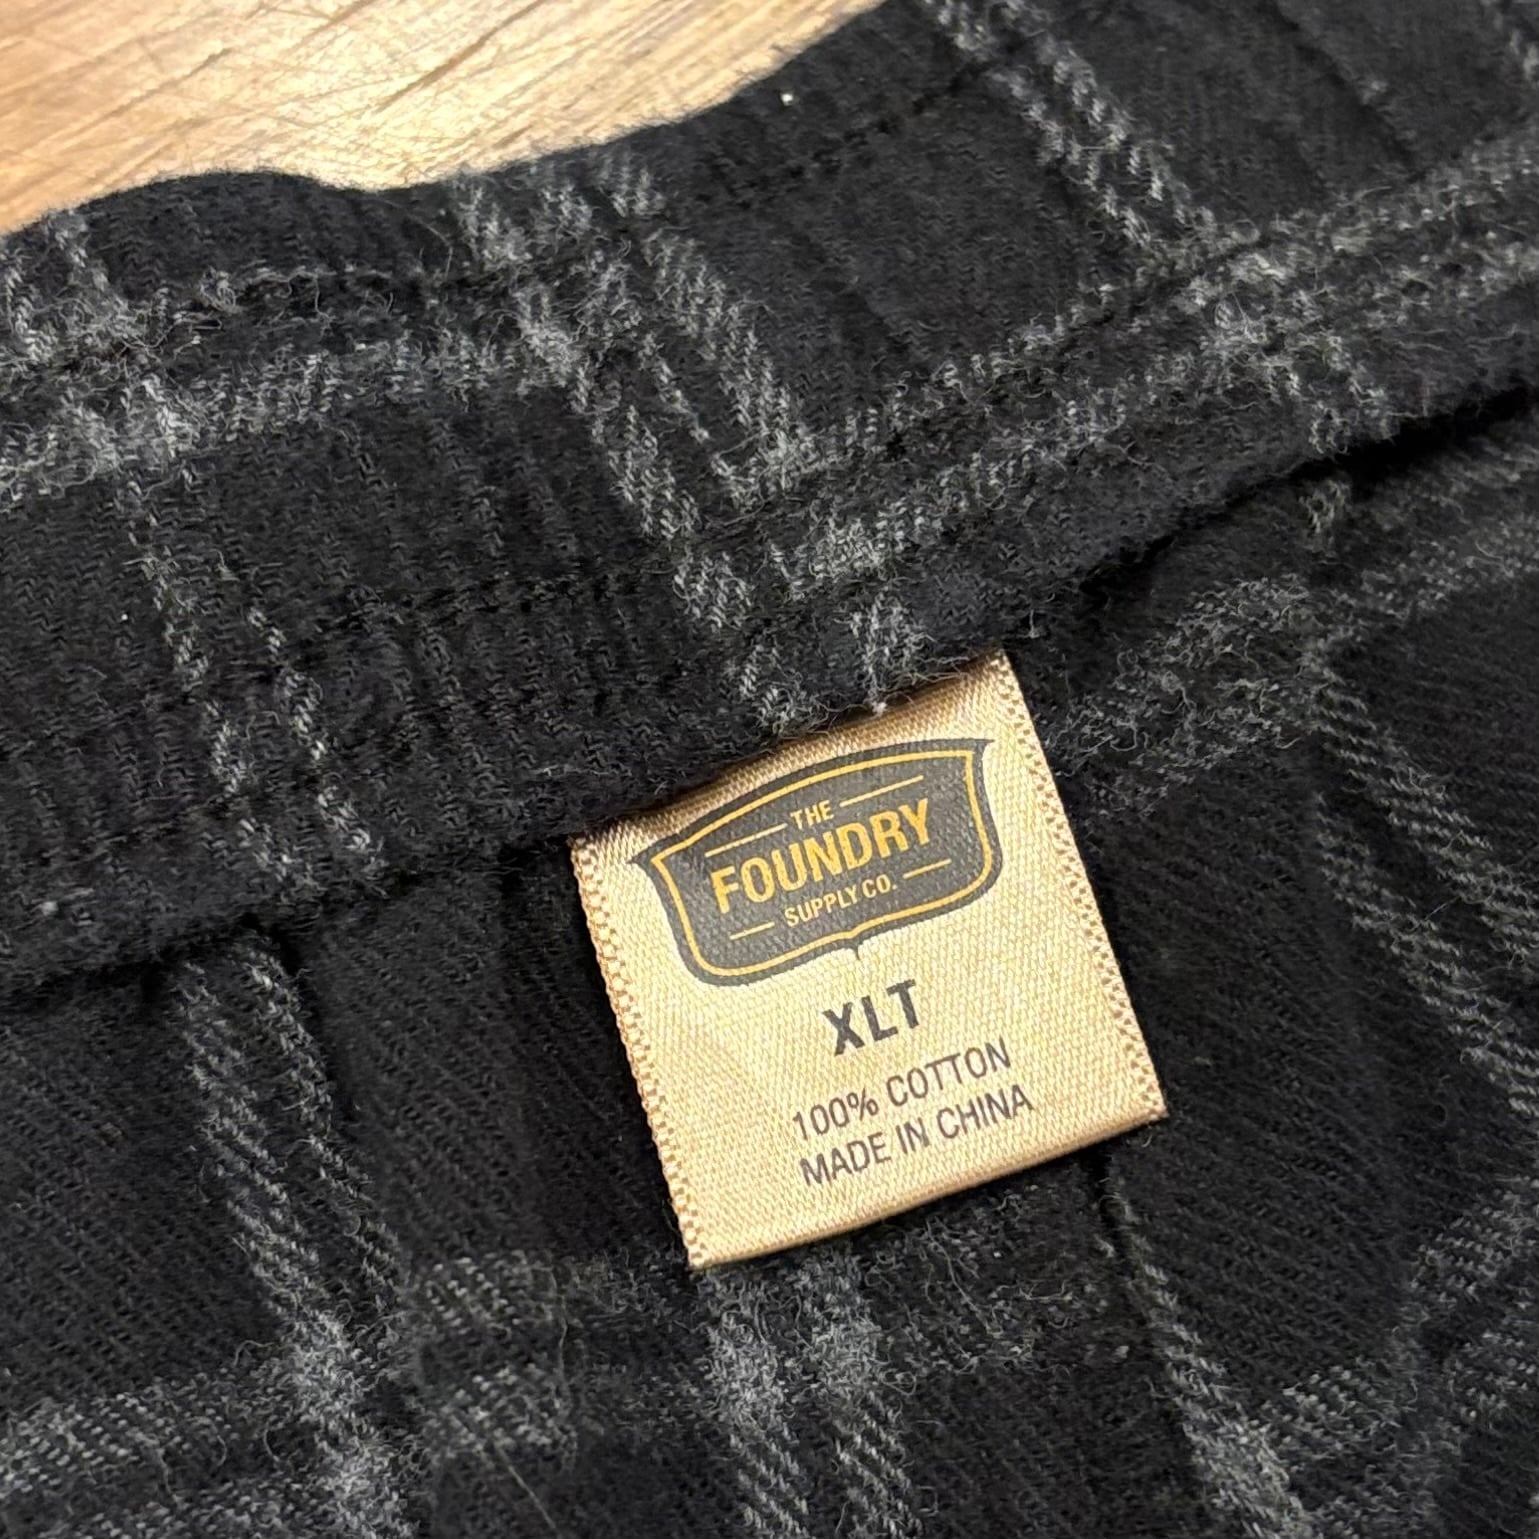 THE
FOUNDRY
SUPPLY CO.
XLT
100% COTTON
MADE IN CHINA